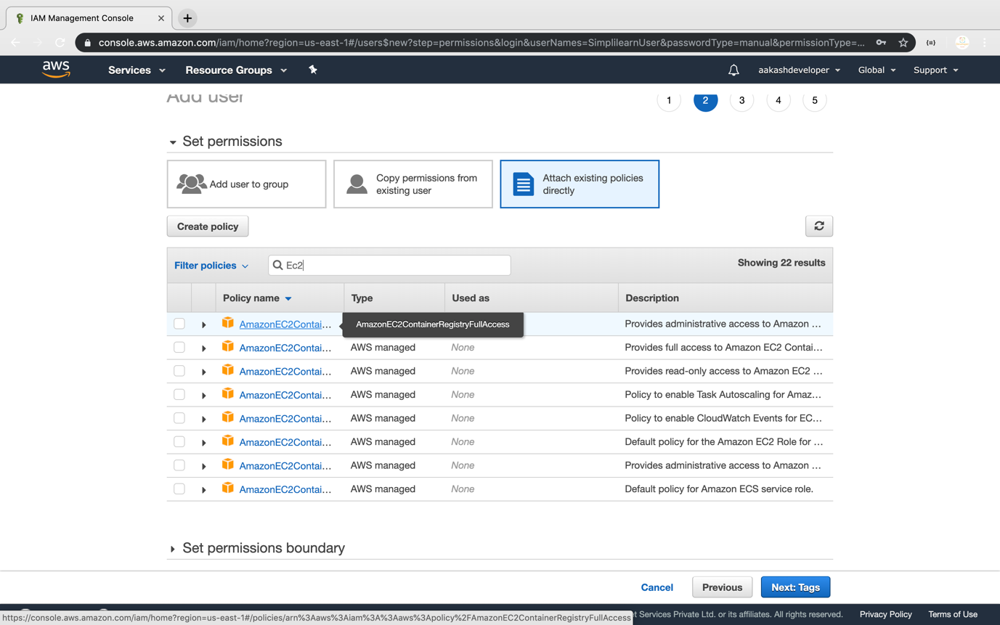 IAM Management Console
console.aws.amazon.com/iam/home?region=us-east-1#/users$new?step=permissions&login&userNames=SimplilearnUser&passwordType=manual&permissionType=...
aws
Services
Resource Groups
aakashdeveloper
Global
Support
Add user
1
2
3
4
5
Set permissions
Add user to group
Copy permissions from
existing user
Attach existing policies
directly
Create policy
Filter policies
Ec2
Showing 22 results
Policy name
Type
Used as
Description
AmazonEC2Contai...
AmazonEC2ContainerRegistryFullAccess
Provides administrative access to Amazon ...
AmazonEC2Contai... AWS managed None Provides full access to Amazon EC2 Contai...
AmazonEC2Contai... AWS managed None Provides read-only access to Amazon EC2 ...
AmazonEC2Contai... AWS managed None Policy to enable Task Autoscaling for Amaz...
AmazonEC2Contai... AWS managed None Policy to enable CloudWatch Events for EC...
AmazonEC2Contai... AWS managed None Default policy for the Amazon EC2 Role for ...
AmazonEC2Contai... AWS managed None Provides administrative access to Amazon ...
AmazonEC2Contai... AWS managed None Default policy for Amazon ECS service role.
Set permissions boundary
Cancel
Previous
Next: Tags
https://console.aws.amazon.com/iam/home?region=us-east-1#/policies/arn%3Aaws%3Aiam%3A%3Aaws%3Apolicy%2FAmazonEC2ContainerRegistryFullAccess
Services Private Ltd. or its affiliates. All rights reserved.
Privacy Policy
Terms of Use